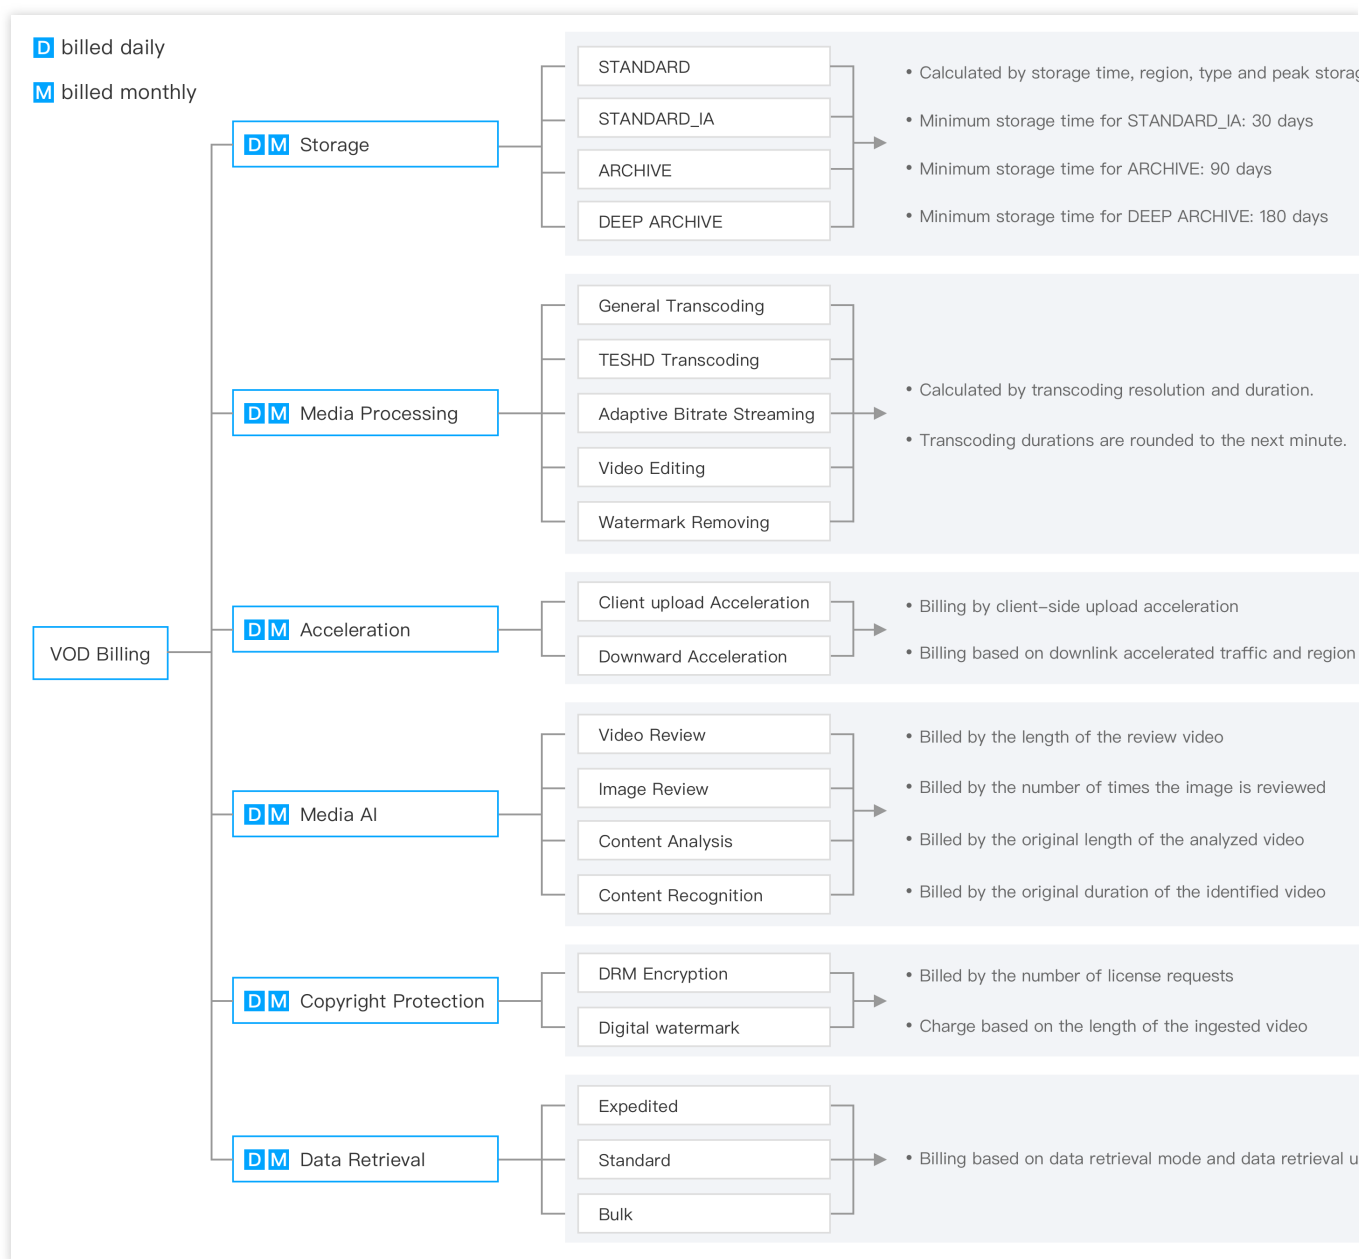 D billed daily
M billed monthly
VOD Billing
D M Storage
STANDARD
STANDARD_IA
ARCHIVE
DEEP ARCHIVE
• Calculated by storage time, region, type and peak
• Minimum storage time for STANDARD_IA: 30 days
• Minimum storage time for ARCHIVE: 90 days
• Minimum storage time for DEEP ARCHIVE: 180 days
D M Media Processing
General Transcoding
TESHD Transcoding
Adaptive Bitrate Streaming
Video Editing
Watermark Removing
• Calculated by transcoding resolution and duration.
• Transcoding durations are rounded to the next minute.
D M Acceleration
Client upload Acceleration
Downward Acceleration
• Billing by client-side upload acceleration
• Billing based on downlink accelerated traffic and region
D M Media AI
Video Review
Image Review
Content Analysis
Content Recognition
• Billed by the length of the review video
• Billed by the number of times the image is reviewed
• Billed by the original length of the analyzed video
• Billed by the original duration of the identified video
D M Copyright Protection
DRM Encryption
Digital watermark
• Billed by the number of license requests
• Charge based on the length of the ingested video
D M Data Retrieval
Expedited
Standard
Bulk
• Billing based on data retrieval mode and data retrieval